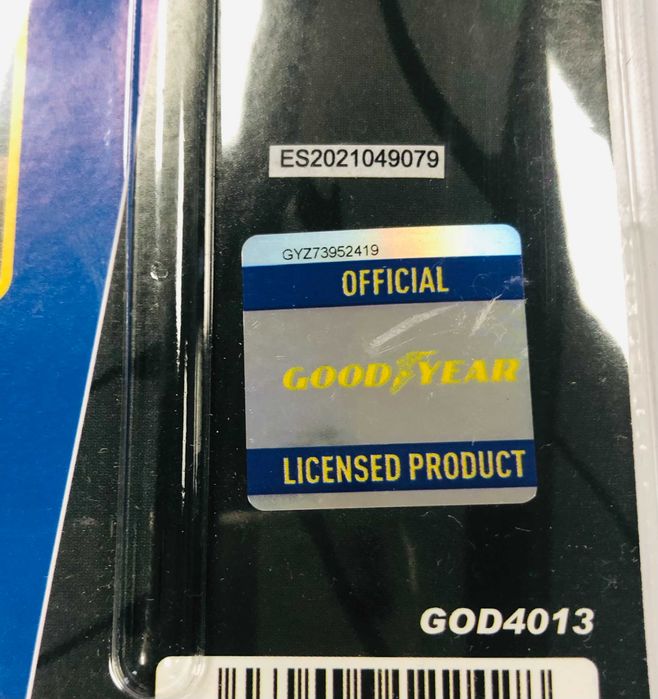 ES2021049079
GYZ73952419
OFFICIAL
GOODYEAR
LICENSED PRODUCT
GOD4013